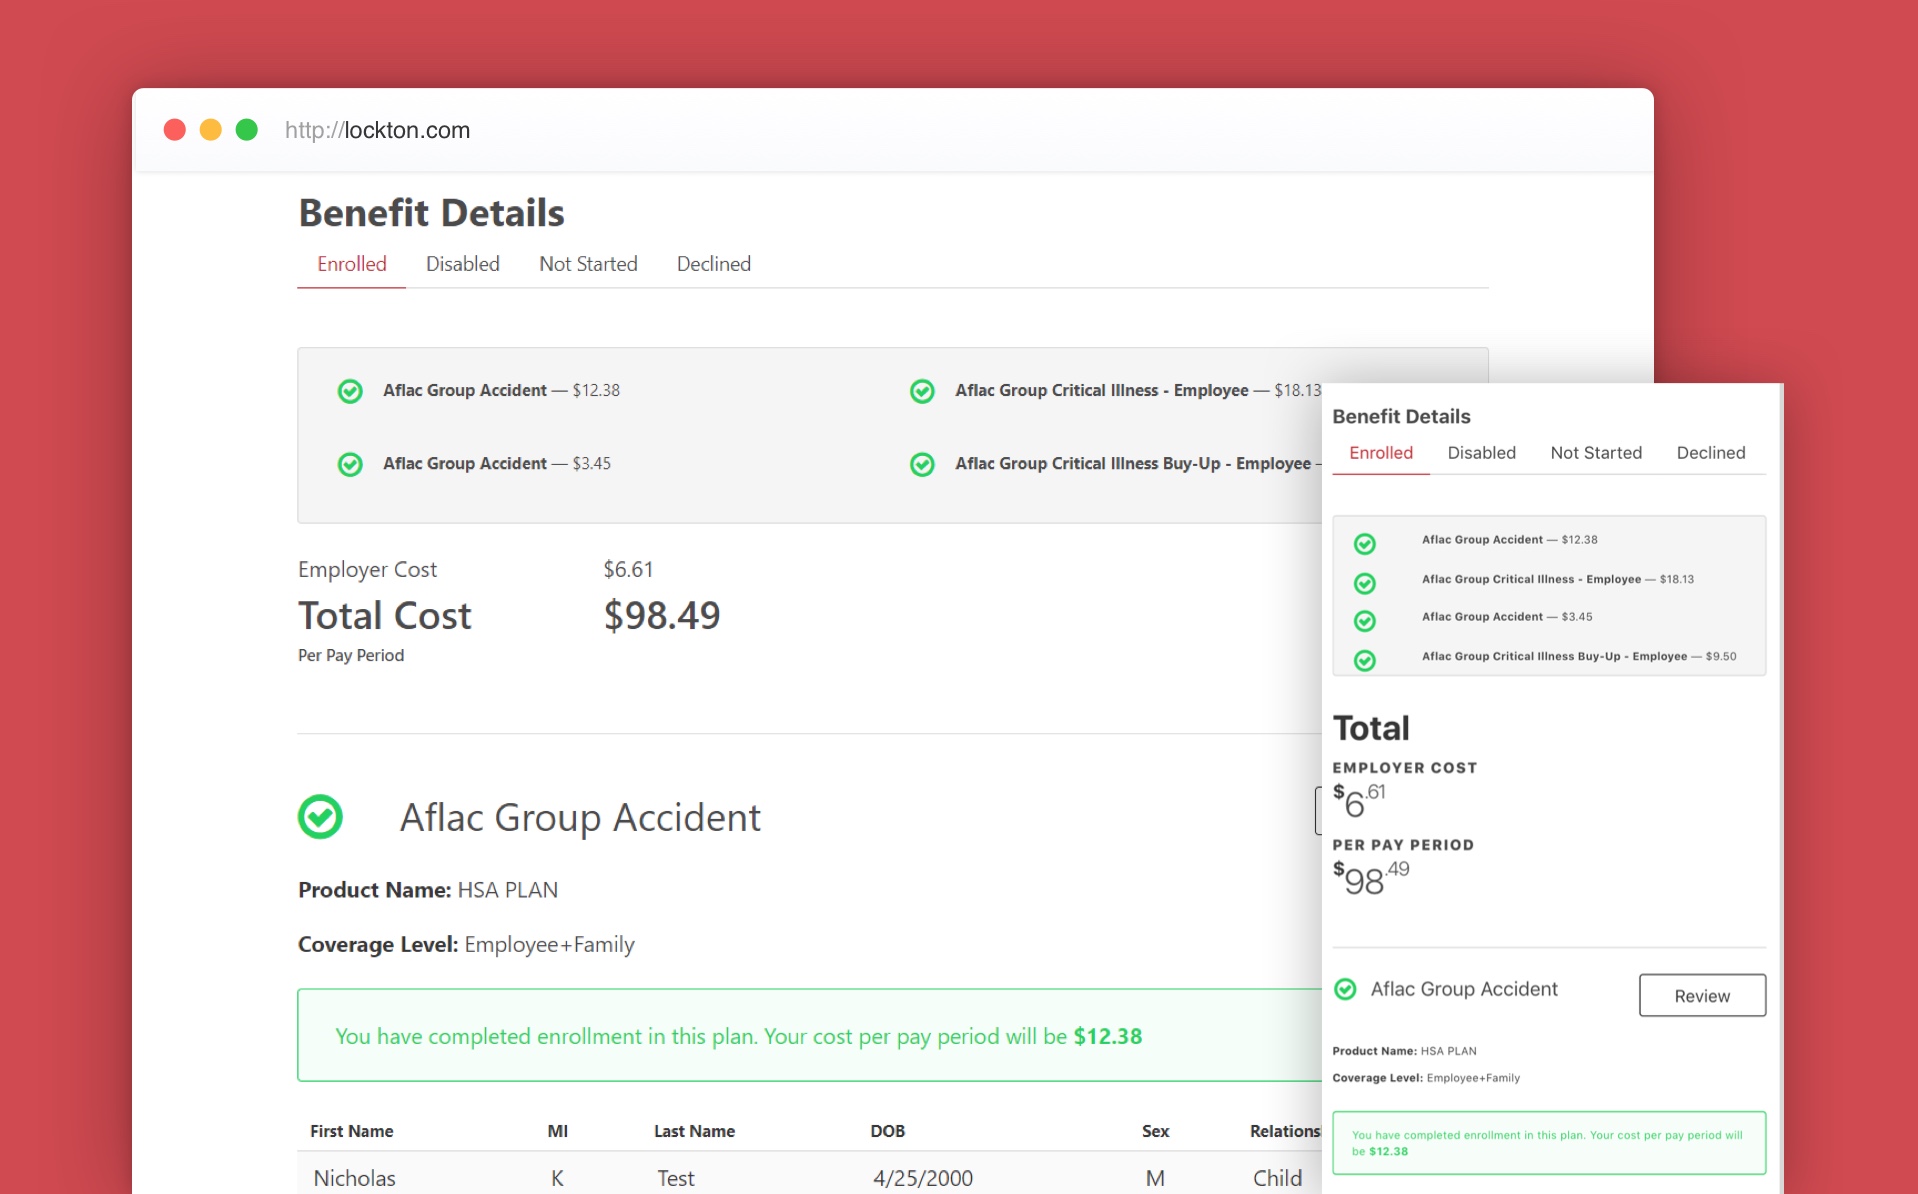 http://lockton.com
Benefit Details
Enrolled Disabled Not Started Declined
Aflac Group Accident — $12.38 Aflac Group Critical Illness - Employee — $18.13
Aflac Group Accident — $3.45 Aflac Group Critical Illness Buy-Up - Employee –
Employer Cost $6.61
Total Cost $98.49
Per Pay Period
Aflac Group Accident
Product Name: HSA PLAN
Coverage Level: Employee+Family
You have completed enrollment in this plan. Your cost per pay period will be $12.38
First Name MI Last Name DOB Sex Relations
Nicholas K Test 4/25/2000 M Child
Benefit Details
Enrolled Disabled Not Started Declined
Aflac Group Accident — $12.38
Aflac Group Critical Illness - Employee — $18.13
Aflac Group Accident — $3.45
Aflac Group Critical Illness Buy-Up - Employee — $9.50
Total
EMPLOYER COST
$6.61
PER PAY PERIOD
$98.49
Aflac Group Accident Review
Product Name: HSA PLAN
Coverage Level: Employee+Family
You have completed enrollment in this plan. Your cost per pay period will
be $12.38